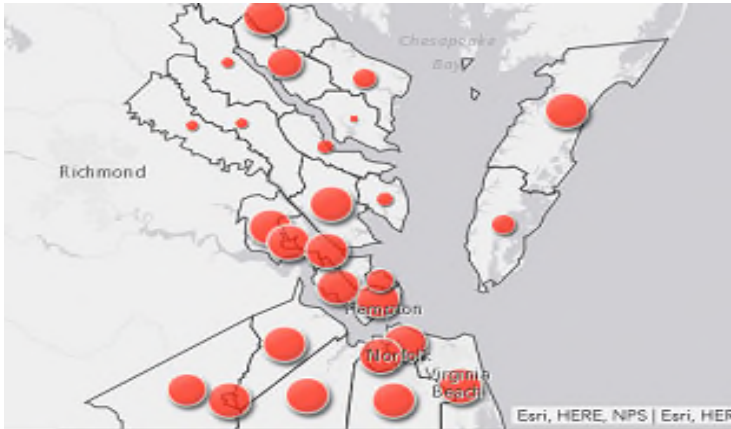 Chesapeake
Bay
Richmond
Hampton
Norfolk
Virginia
Beach
Esri, HERE, NPS | Esri, HER